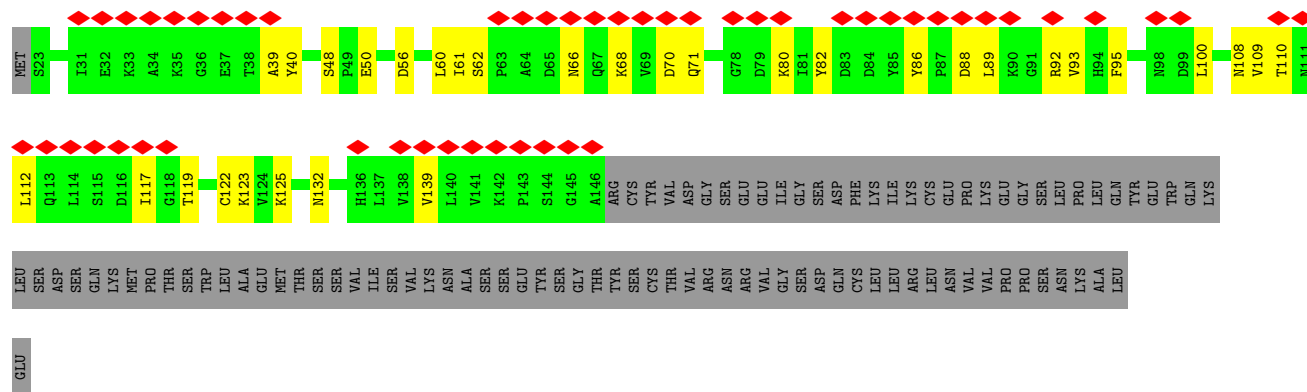 MET S23 I31 E32 K33 A34 K35 G36 E37 T38 A39 Y40 S48 P49 E50 D56 L60 I61 S62 P63 A64 D65 N66 Q67 K68 V69 D70 Q71 G78 D79 K80 I81 Y82 D83 D84 Y85 Y86 P87 D88 L89 K90 G91 R92 V93 H94 F95 N98 D99 L100 N108 V109 T110 N111
L112 Q113 L114 S115 D116 I117 G118 T119 C122 K123 V124 K125 N132 H136 L137 V138 V139 L140 V141 K142 P143 S144 G145 A146 ARG CYS TYR VAL ASP GLY SER GLU GLU ILE GLY SER ASP PHE LYS ILE LYS CYS GLU PRO LYS GLU GLY SER LEU PRO LEU GLN TYR GLU TRP GLN LYS
LEU SER ASP SER GLN LYS MET PRO THR SER TRP LEU ALA GLU MET THR SER SER VAL ILE SER VAL LYS ASN ALA SER SER GLU TYR SER GLY THR TYR SER CYS THR VAL ARG ASN ARG VAL GLY SER ASP GLN CYS LEU LEU ARG LEU ASN VAL VAL PRO PRO SER ASN LYS ALA LEU
GLU